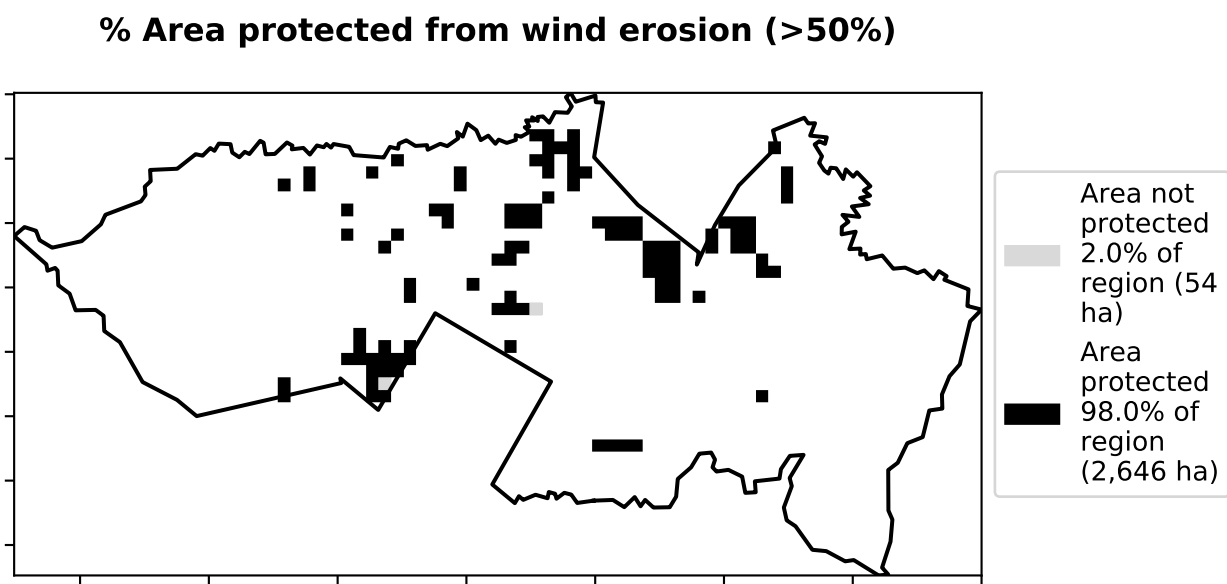 % Area protected from wind erosion (>50%)
Area not
protected
2.0% of
region (54
ha)
Area
protected
98.0% of
region
(2,646 ha)